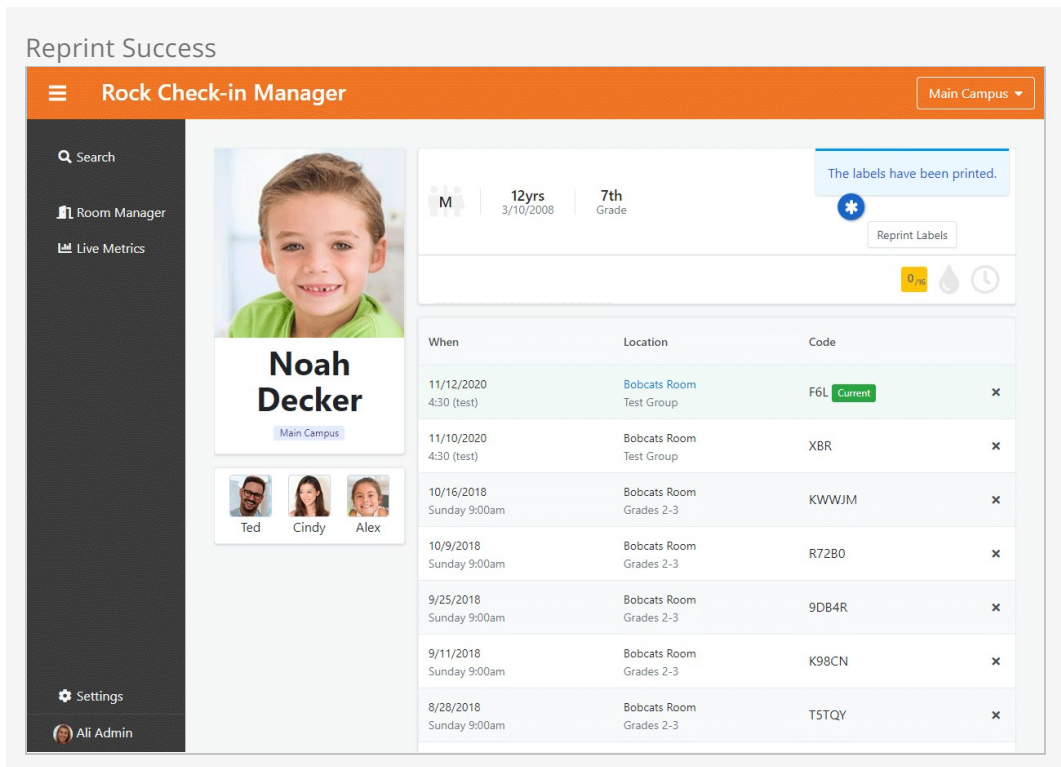 Reprint Success
Rock Check-in Manager
Main Campus
Search
Room Manager
Live Metrics
Settings
Ali Admin
Noah
Decker
Main Campus
Ted Cindy Alex
M 12yrs 7th
3/10/2008 Grade
The labels have been printed.
Reprint Labels
0/16
When Location Code
11/12/2020 Bobcats Room F6L Current
4:30 (test) Test Group
11/10/2020 Bobcats Room XBR
4:30 (test) Test Group
10/16/2018 Bobcats Room KWWJM
Sunday 9:00am Grades 2-3
10/9/2018 Bobcats Room R72B0
Sunday 9:00am Grades 2-3
9/25/2018 Bobcats Room 9DB4R
Sunday 9:00am Grades 2-3
9/11/2018 Bobcats Room K98CN
Sunday 9:00am Grades 2-3
8/28/2018 Bobcats Room T5TQY
Sunday 9:00am Grades 2-3